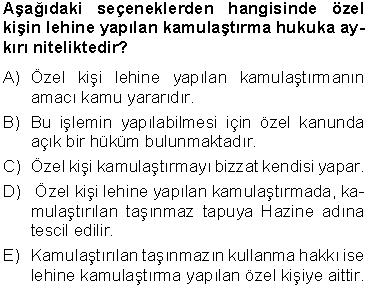 Aşağıdaki seçeneklerden hangisinde özel
kişin lehine yapılan kamulaştırma hukuka ay-
kırı niteliktedir?
A) Özel kişi lehine yapılan kamulaştırmanın
amacı kamu yararıdır.
B) Bu işlemin yapılabilmesi için özel kanunda
açık bir hüküm bulunmaktadır.
C) Özel kişi kamulaştırmayı bizzat kendisi yapar.
D) Özel kişi lehine yapılan kamulaştırmada, ka-
mulaştırılan taşınmaz tapuya Hazine adına
tescil edilir.
E) Kamulaştırılan taşınmazın kullanma hakkı ise
lehine kamulaştırma yapılan özel kişiye aittir.